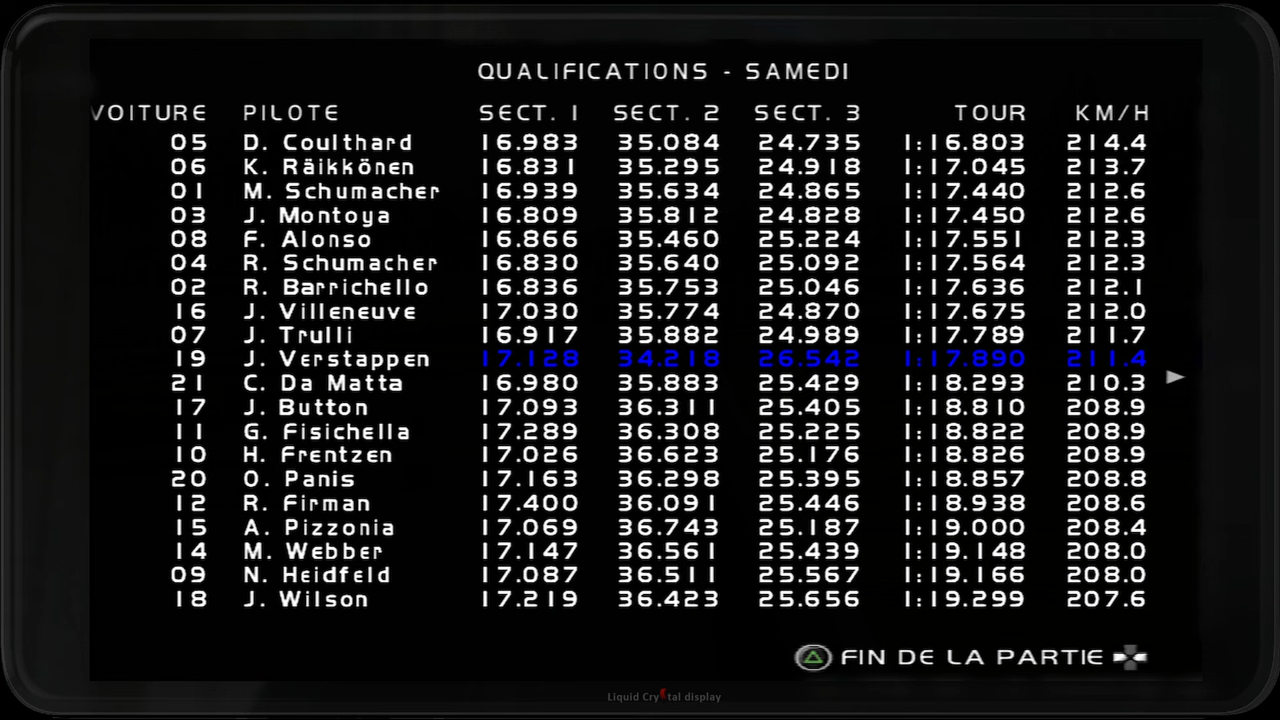 QUALIFICATIONS - SAMEDI
VOITURE PILOTE SECT. 1 SECT. 2 SECT. 3 TOUR KM/H
05 D. Coulthard 16.983 35.084 24.735 1:16.803 214.4
06 K. Räikkönen 16.831 35.295 24.918 1:17.045 213.7
01 M. Schumacher 16.939 35.634 24.865 1:17.440 212.6
03 J. Montoya 16.809 35.812 24.828 1:17.450 212.6
08 F. Alonso 16.866 35.460 25.224 1:17.551 212.3
04 R. Schumacher 16.830 35.640 25.092 1:17.564 212.3
02 R. Barrichello 16.836 35.753 25.046 1:17.636 212.1
16 J. Villeneuve 17.030 35.774 24.870 1:17.675 212.0
07 J. Trulli 16.917 35.882 24.989 1:17.789 211.7
19 J. Verstappen 17.128 34.218 26.542 1:17.890 211.4
21 C. Da Matta 16.980 35.883 25.429 1:18.293 210.3
17 J. Button 17.093 36.311 25.405 1:18.810 208.9
11 G. Fisichella 17.289 36.308 25.225 1:18.822 208.9
10 H. Frentzen 17.026 36.623 25.176 1:18.826 208.9
20 O. Panis 17.163 36.298 25.395 1:18.857 208.8
12 R. Firman 17.400 36.091 25.446 1:18.938 208.6
15 A. Pizzonia 17.069 36.743 25.187 1:19.000 208.4
14 M. Webber 17.147 36.561 25.439 1:19.148 208.0
09 N. Heidfeld 17.087 36.511 25.567 1:19.166 208.0
18 J. Wilson 17.219 36.423 25.656 1:19.299 207.6
FIN DE LA PARTIE
Liquid Crystal display